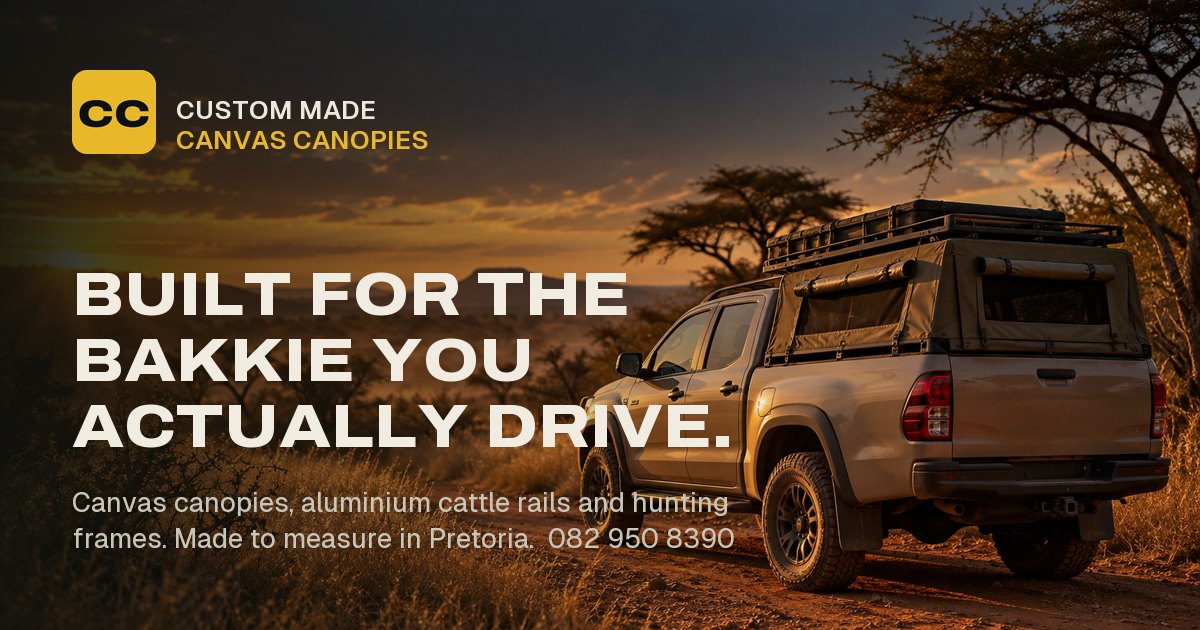 CC
CUSTOM MADE
CANVAS CANOPIES
BUILT FOR THE
BAKKIE YOU
ACTUALLY DRIVE.
Canvas canopies, aluminium cattle rails and hunting
frames. Made to measure in Pretoria. 082 950 8390